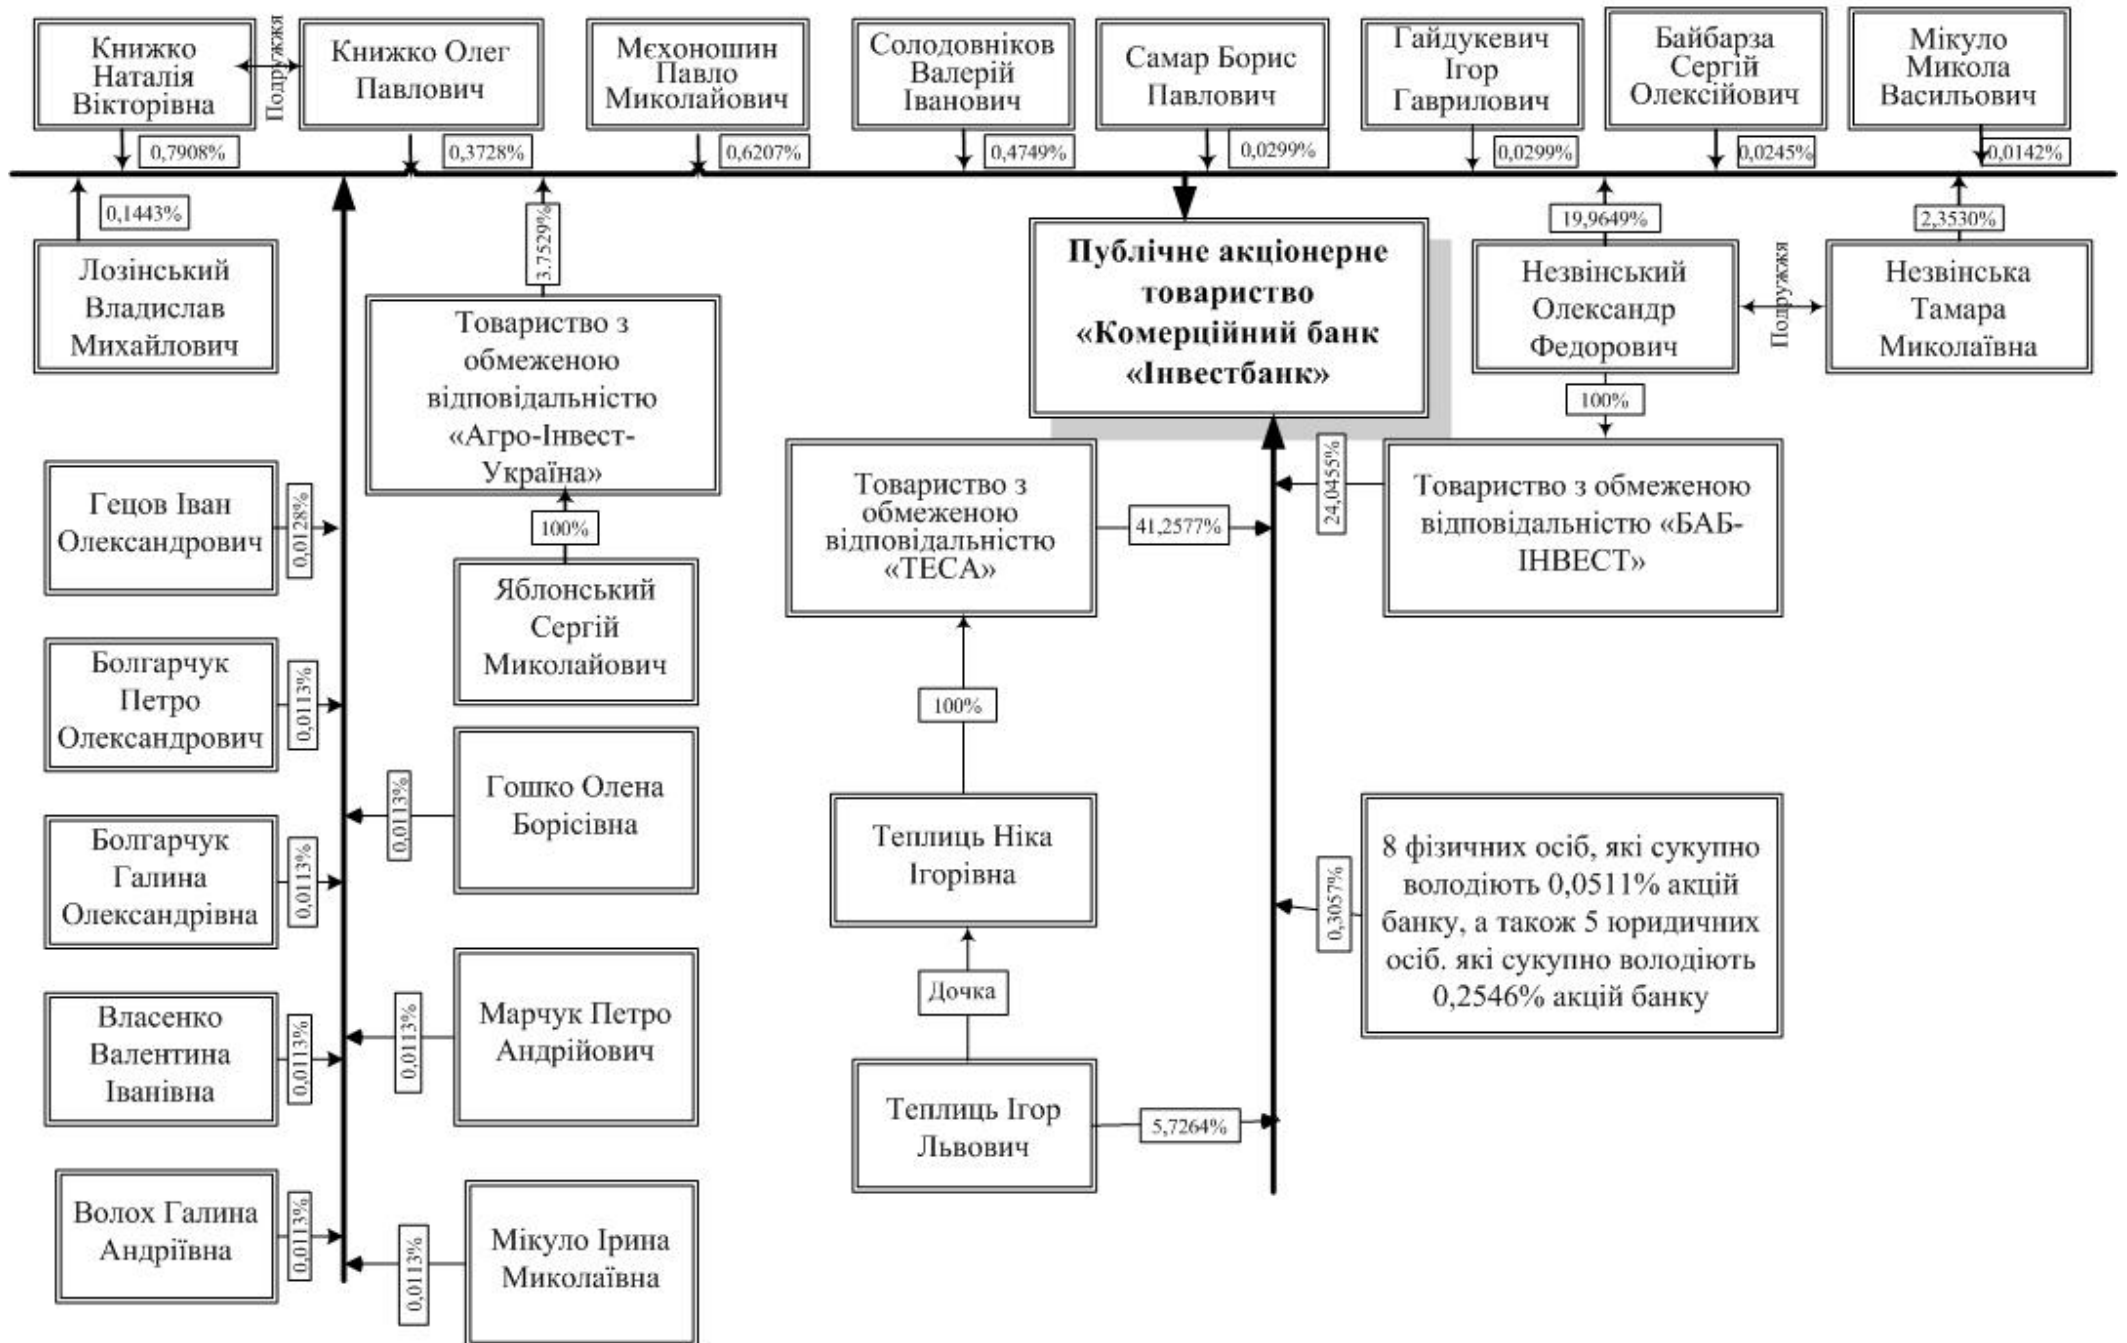 Книжко
Наталія
Вікторівна
Подружжя
Книжко Олег
Павлович
Мєхоношин
Павло
Миколайович
Солодовніков
Валерій
Іванович
Самар Борис
Павлович
Гайдукевич
Ігор
Гаврилович
Байбарза
Сергій
Олексійович
Мікуло
Микола
Васильович
0,7908%
0,3728%
0,6207%
0,4749%
0,0299%
0,0299%
0,0245%
0,0142%
0,1443%
3.7529%
19,9649%
2,3530%
Лозінський
Владислав
Михайлович
Товариство з
обмеженою
відповідальністю
«Агро-Інвест-
Україна»
Публічне акціонерне
товариство
«Комерційний банк
«Інвестбанк»
Незвінський
Олександр
Федорович
Подружжя
Незвінська
Тамара
Миколаївна
100%
Гецов Іван
Олександрович
0,0128%
100%
Яблонський
Сергій
Миколайович
Товариство з
обмеженою
відповідальністю
«ТЕСА»
41,2577%
24,0455%
Товариство з обмеженою
відповідальністю «БАБ-
ІНВЕСТ»
Болгарчук
Петро
Олександрович
0,0113%
100%
Гошко Олена
Борісівна
0,0113%
Болгарчук
Галина
Олександрівна
0,0113%
Теплиць Ніка
Ігорівна
0,3057%
8 фізичних осіб, які сукупно
володіють 0,0511% акцій
банку, а також 5 юридичних
осіб. які сукупно володіють
0,2546% акцій банку
Дочка
Власенко
Валентина
Іванівна
0,0113%
0,0113%
Марчук Петро
Андрійович
Теплиць Ігор
Львович
5,7264%
Волох Галина
Андріївна
0,0113%
0,0113%
Мікуло Ірина
Миколаївна